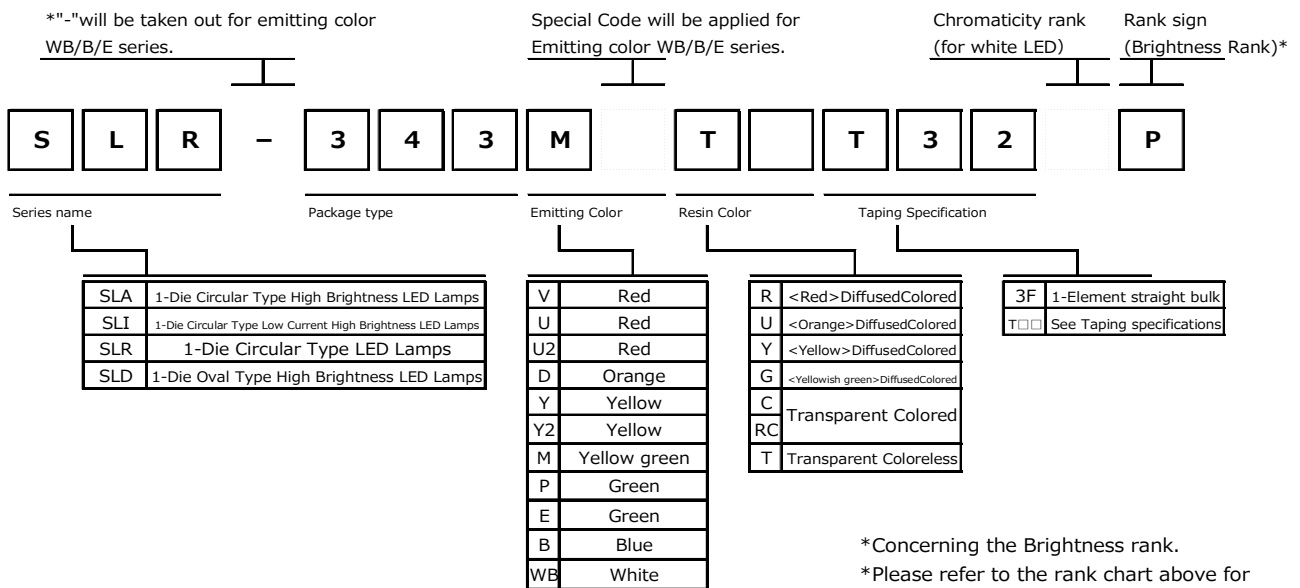 *"-"will be taken out for emitting color
WB/B/E series.
Special Code will be applied for
Emitting color WB/B/E series.
Chromaticity rank
(for white LED)
Rank sign
(Brightness Rank)*
S L R – 3 4 3 M T T 3 2 P
Series name
Package type
Emitting Color
Resin Color
Taping Specification
SLA 1-Die Circular Type High Brightness LED Lamps
SLI 1-Die Circular Type Low Current High Brightness LED Lamps
SLR 1-Die Circular Type LED Lamps
SLD 1-Die Oval Type High Brightness LED Lamps
V Red
U Red
U2 Red
D Orange
Y Yellow
Y2 Yellow
M Yellow green
P Green
E Green
B Blue
WB White
R <Red>DiffusedColored
U <Orange>DiffusedColored
Y <Yellow>DiffusedColored
G <Yellowish green>DiffusedColored
C
Transparent Colored
RC
T Transparent Coloreless
3F 1-Element straight bulk
T□□ See Taping specifications
*Concerning the Brightness rank.
*Please refer to the rank chart above for